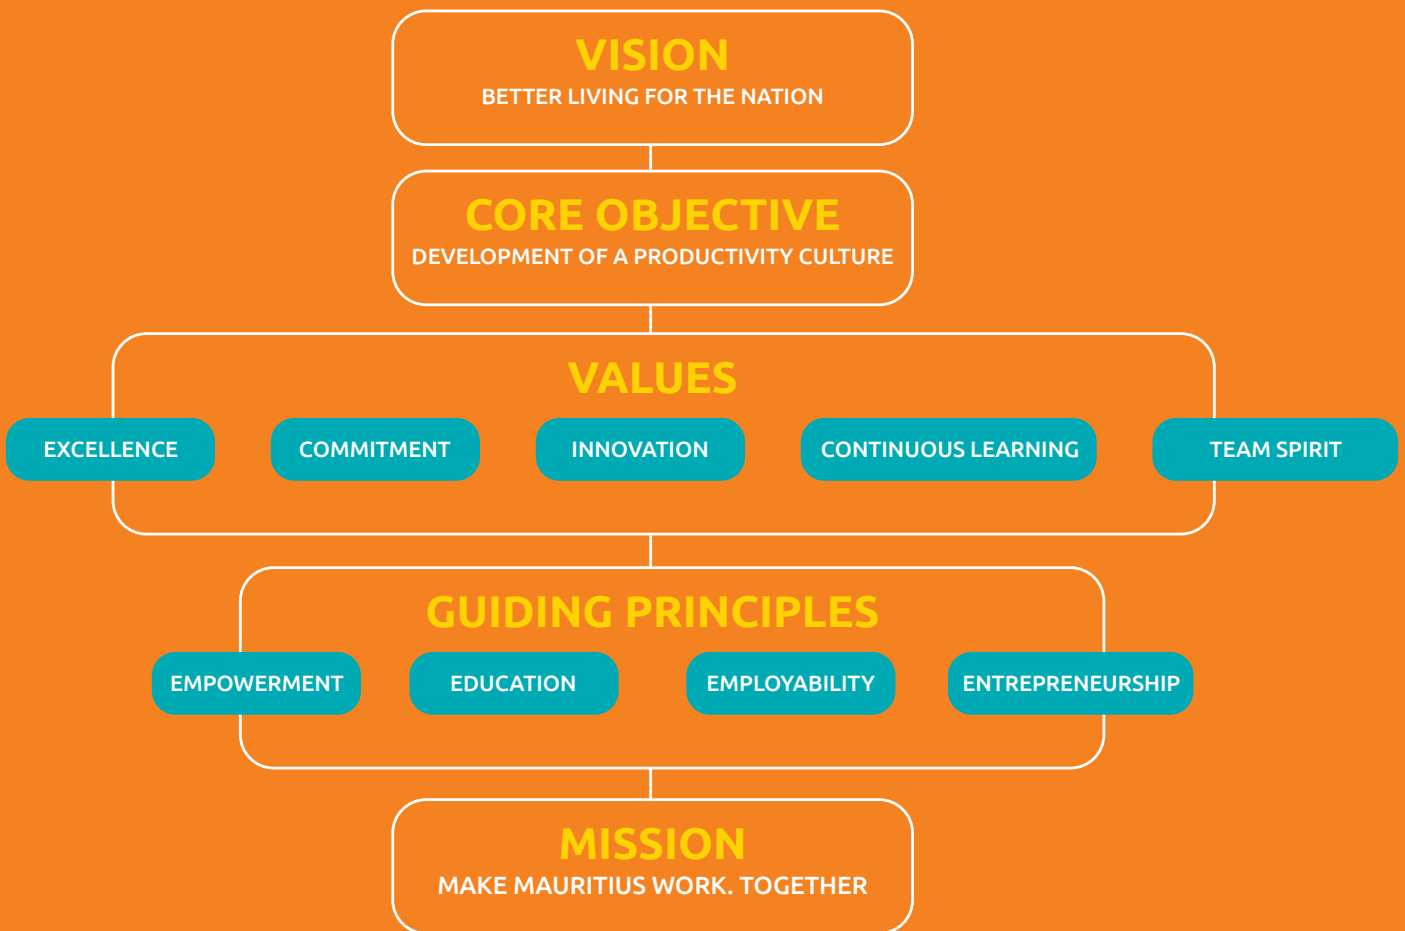 VISION
BETTER LIVING FOR THE NATION
CORE OBJECTIVE
DEVELOPMENT OF A PRODUCTIVITY CULTURE
VALUES
EXCELLENCE
COMMITMENT
INNOVATION
CONTINUOUS LEARNING
TEAM SPIRIT
GUIDING PRINCIPLES
EMPOWERMENT
EDUCATION
EMPLOYABILITY
ENTREPRENEURSHIP
MISSION
MAKE MAURITIUS WORK. TOGETHER